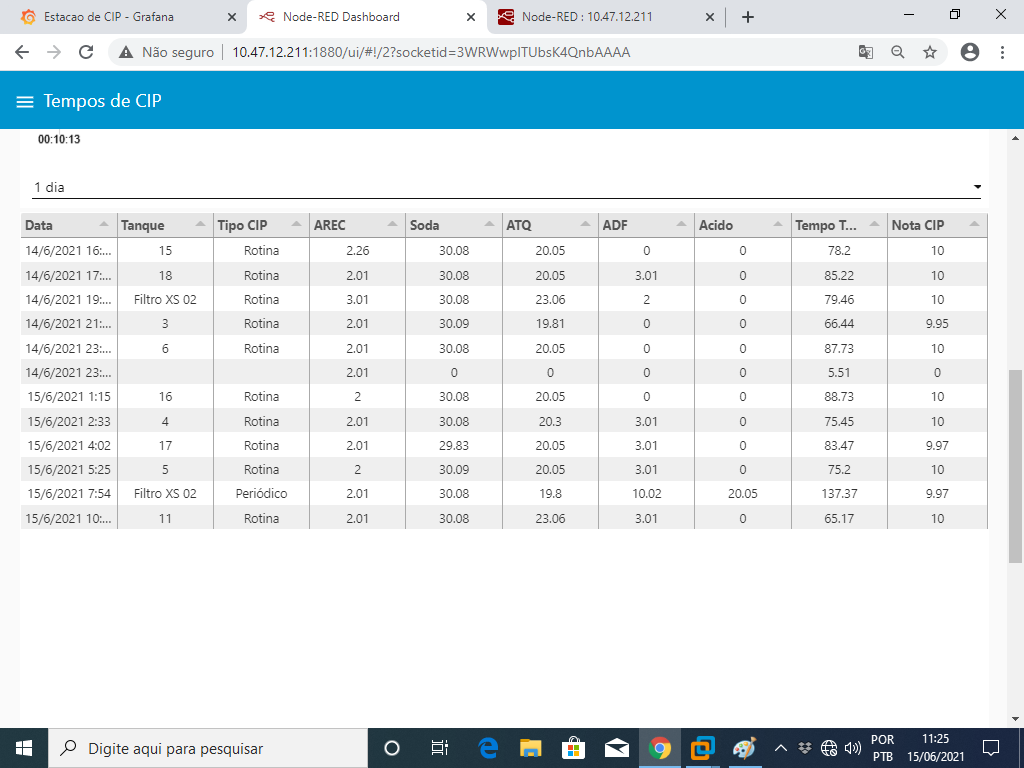 Estacao de CIP - Grafana
Node-RED Dashboard
Node-RED : 10.47.12.211
Não seguro
10.47.12.211:1880/ui/#!/2?socketid=3WRWwpITUbsK4QnbAAAA
Tempos de CIP
00:10:13
1 dia
Data Tanque Tipo CIP AREC Soda ATQ ADF Acido Tempo T... Nota CIP
14/6/2021 16:... 15 Rotina 2.26 30.08 20.05 0 0 78.2 10
14/6/2021 17:... 18 Rotina 2.01 30.08 20.05 3.01 0 85.22 10
14/6/2021 19:... Filtro XS 02 Rotina 3.01 30.08 23.06 2 0 79.46 10
14/6/2021 21:... 3 Rotina 2.01 30.09 19.81 0 0 66.44 9.95
14/6/2021 23:... 6 Rotina 2.01 30.08 20.05 0 0 87.73 10
14/6/2021 23:... 2.01 0 0 0 0 5.51 0
15/6/2021 1:15 16 Rotina 2 30.08 20.05 0 0 88.73 10
15/6/2021 2:33 4 Rotina 2.01 30.08 20.3 3.01 0 75.45 10
15/6/2021 4:02 17 Rotina 2.01 29.83 20.05 3.01 0 83.47 9.97
15/6/2021 5:25 5 Rotina 2 30.09 20.05 3.01 0 75.2 10
15/6/2021 7:54 Filtro XS 02 Periódico 2.01 30.08 19.8 10.02 20.05 137.37 9.97
15/6/2021 10:... 11 Rotina 2.01 30.08 23.06 3.01 0 65.17 10
Digite aqui para pesquisar
POR
PTB
11:25
15/06/2021